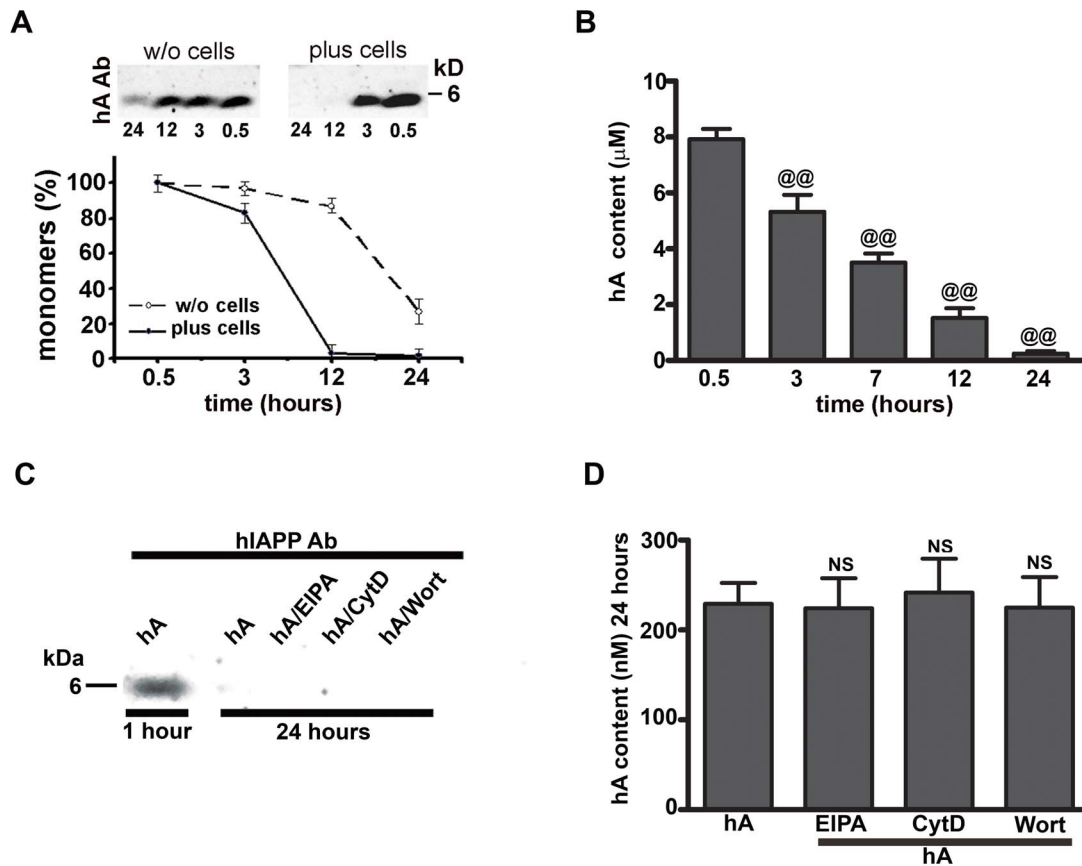 A
w/o cells plus cells kD
hA Ab
6
24 12 3 0.5 24 12 3 0.5
monomers (%)
100
80
60
40
20
0
w/o cells
plus cells
0.5 3 12 24
time (hours)
B
hA content (µM)
10
8
6
4
2
0
@@
@@
@@
@@
0.5 3 7 12 24
time (hours)
C
hIAPP Ab
hA hA hA/EIPA hA/CytD hA/Wort
kDa
6
1 hour 24 hours
D
hA content (nM) 24 hours
300
200
100
0
NS NS NS
hA EIPA CytD Wort
hA